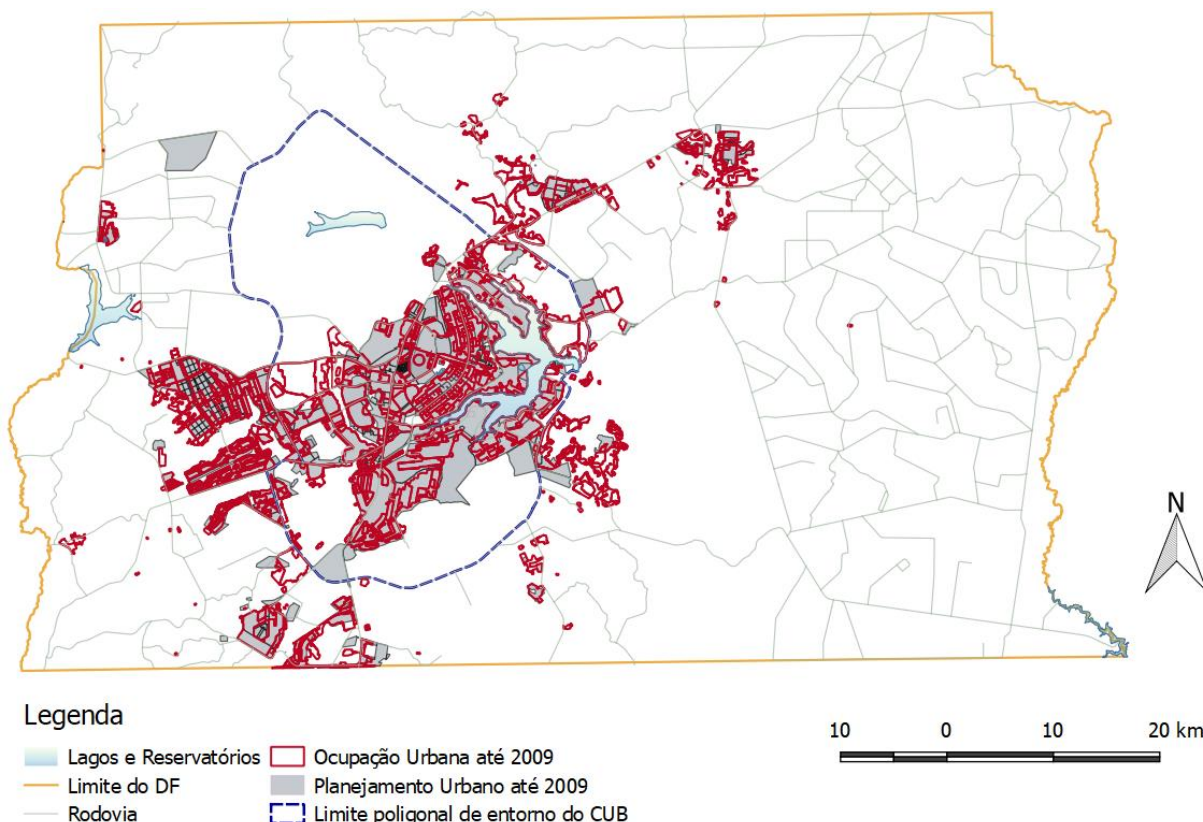 N
Legenda
Lagos e Reservatórios
Ocupação Urbana até 2009
Limite do DF
Planejamento Urbano até 2009
Rodovia
Limite poligonal de entorno do CUB
10 0 10 20 km